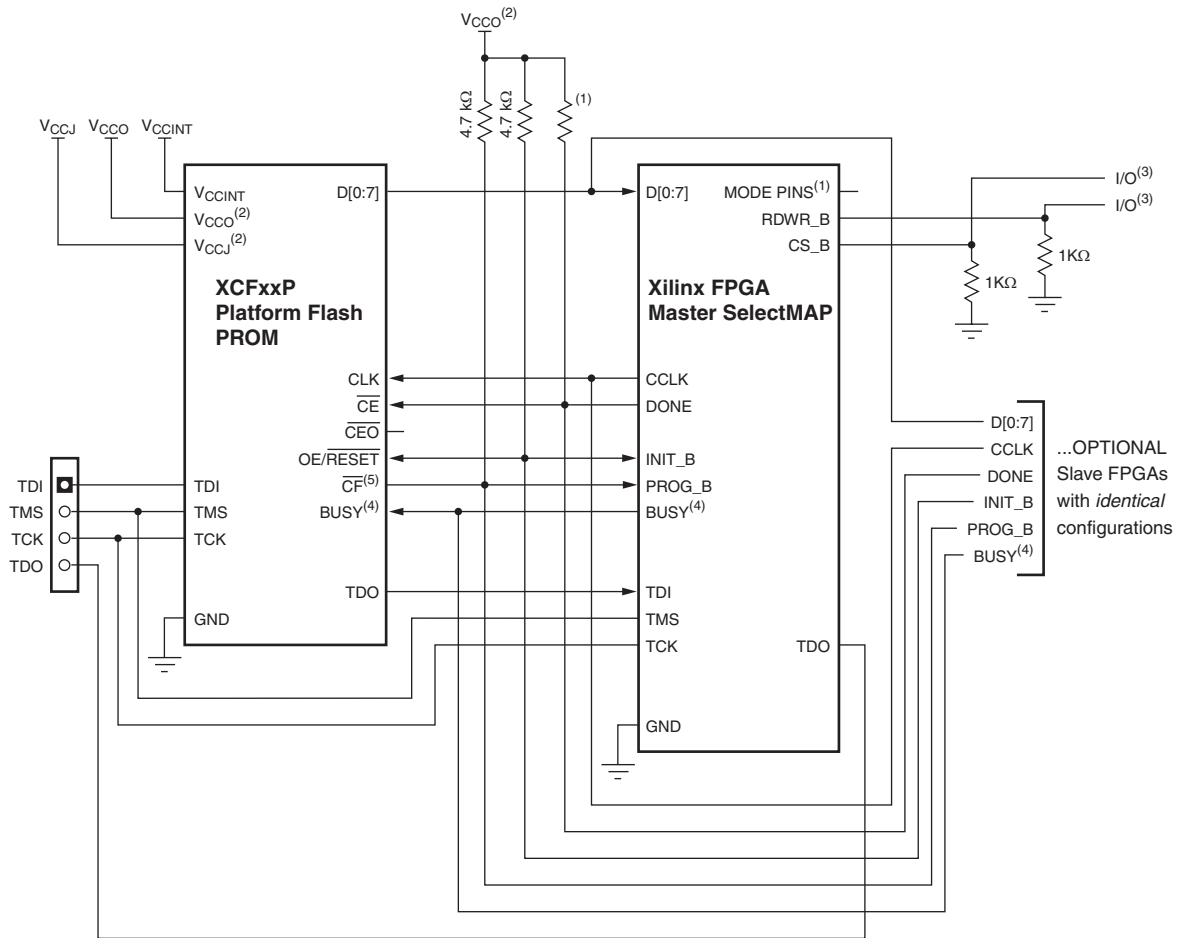 VCCO(2)
4.7 kΩ
4.7 kΩ
(1)
VCCJ VCCO VCCINT
VCCINT
VCCO(2)
VCCJ(2)
D[0:7]
XCFxxP
Platform Flash
PROM
CLK
CE
CEO
OE/RESET
CF(5)
BUSY(4)
TDI
TMS
TCK
TDO
GND
TDI
TMS
TCK
TDO
D[0:7]
MODE PINS(1)
RDWR_B
CS_B
Xilinx FPGA
Master SelectMAP
CCLK
DONE
INIT_B
PROG_B
BUSY(4)
TDI
TMS
TCK
TDO
GND
I/O(3)
I/O(3)
1KΩ
1KΩ
D[0:7]
CCLK
DONE
INIT_B
PROG_B
BUSY(4)
...OPTIONAL
Slave FPGAs
with identical
configurations